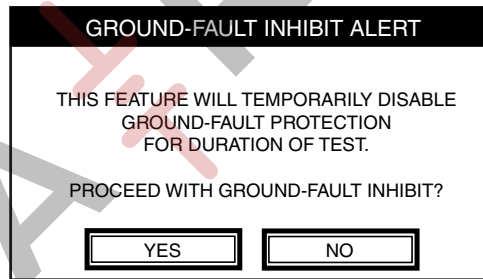 GROUND-FAULT INHIBIT ALERT
THIS FEATURE WILL TEMPORARILY DISABLE
GROUND-FAULT PROTECTION
FOR DURATION OF TEST.
PROCEED WITH GROUND-FAULT INHIBIT?
YES
NO